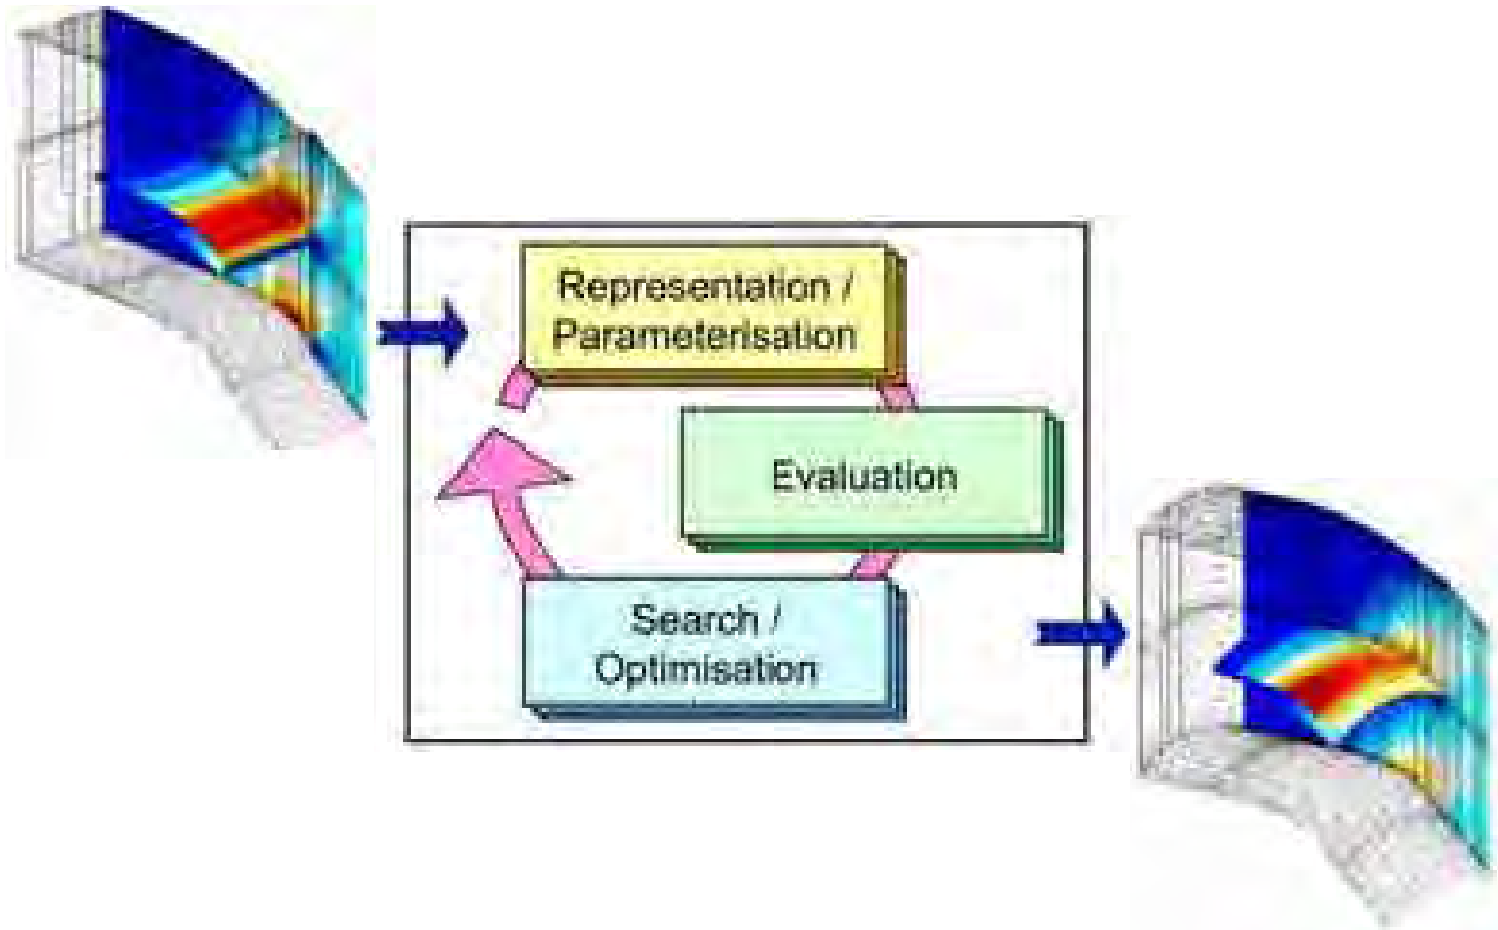 Representation /
Parameterisation
Evaluation
Search /
Optimisation